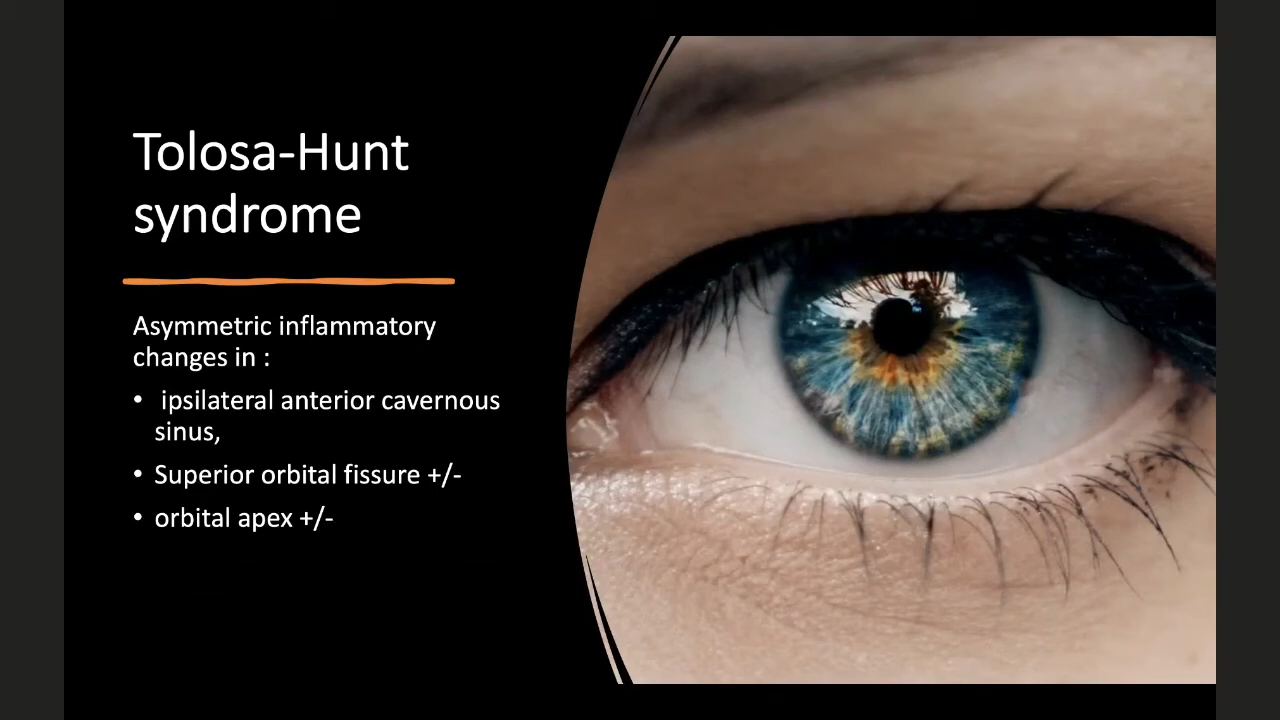 Tolosa-Hunt
syndrome
Asymmetric inflammatory
changes in :
• ipsilateral anterior cavernous
sinus,
• Superior orbital fissure +/-
• orbital apex +/-